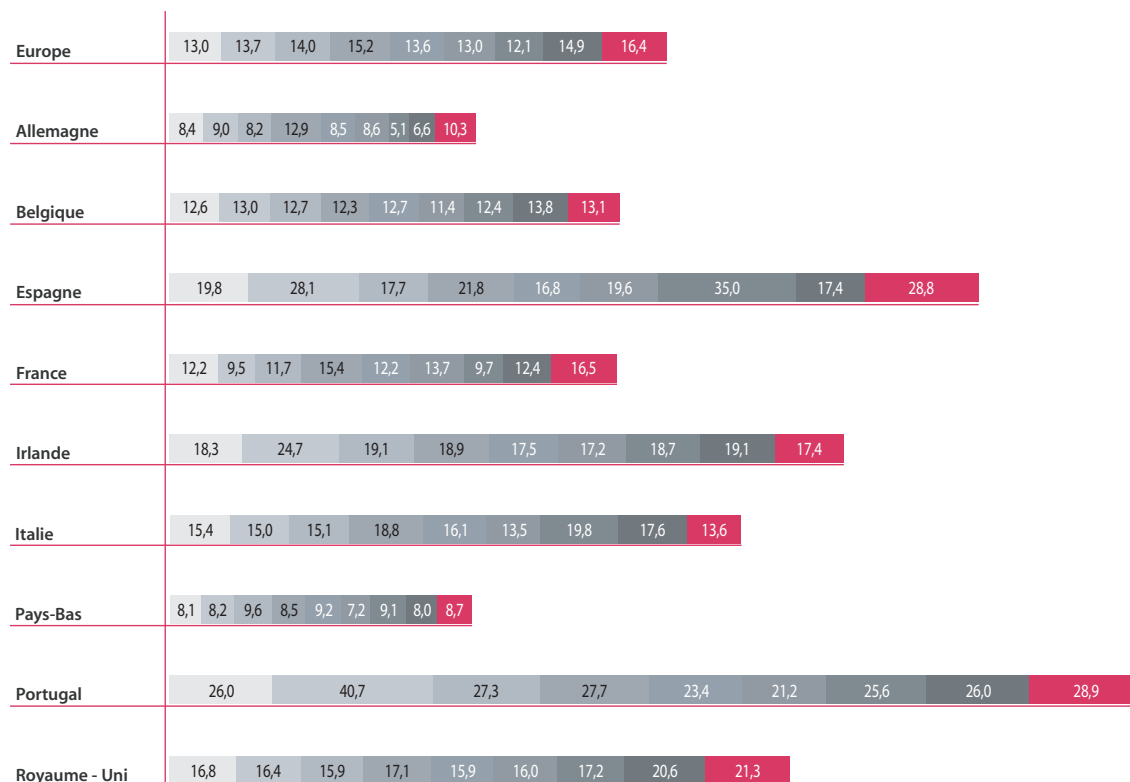 Europe 13,0 13,7 14,0 15,2 13,6 13,0 12,1 14,9 16,4
Allemagne 8,4 9,0 8,2 12,9 8,5 8,6 5,1 6,6 10,3
Belgique 12,6 13,0 12,7 12,3 12,7 11,4 12,4 13,8 13,1
Espagne 19,8 28,1 17,7 21,8 16,8 19,6 35,0 17,4 28,8
France 12,2 9,5 11,7 15,4 12,2 13,7 9,7 12,4 16,5
Irlande 18,3 24,7 19,1 18,9 17,5 17,2 18,7 19,1 17,4
Italie 15,4 15,0 15,1 18,8 16,1 13,5 19,8 17,6 13,6
Pays-Bas 8,1 8,2 9,6 8,5 9,2 7,2 9,1 8,0 8,7
Portugal 26,0 40,7 27,3 27,7 23,4 21,2 25,6 26,0 28,9
Royaume - Uni 16,8 16,4 15,9 17,1 15,9 16,0 17,2 20,6 21,3